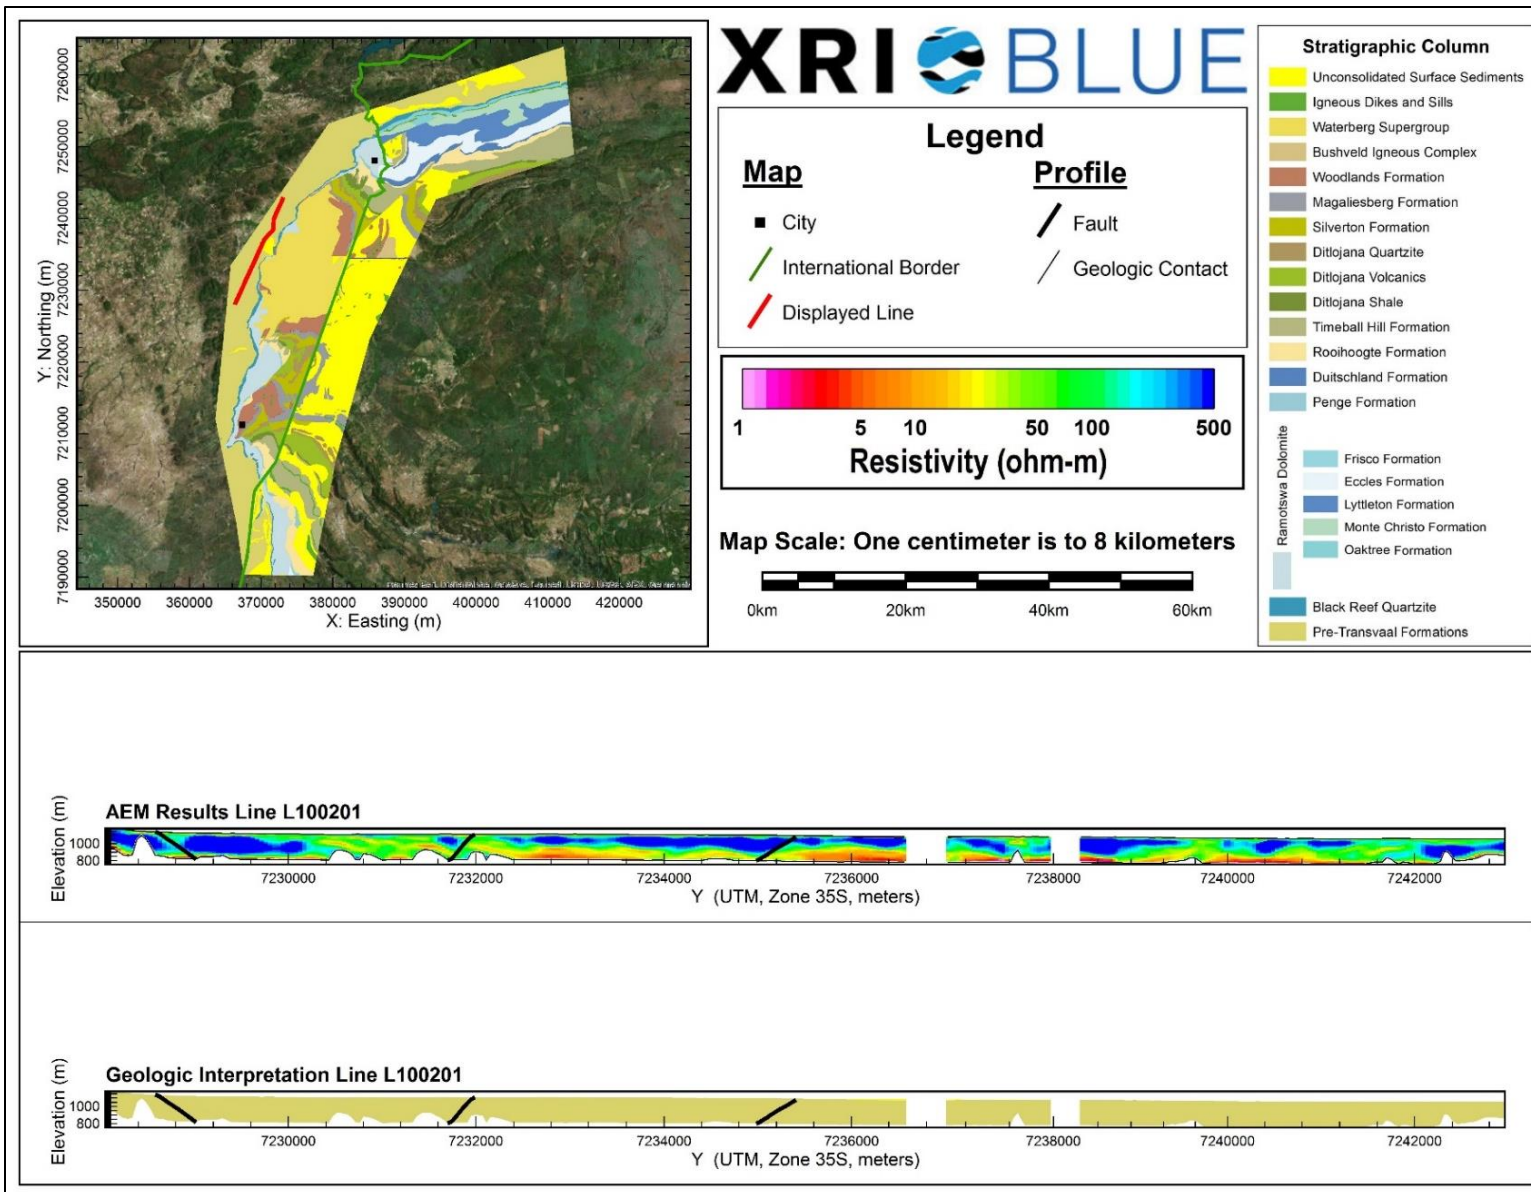 XRI BLUE
7260000
7250000
7240000
7230000
7220000
7210000
7200000
7190000
Y: Northing (m)
350000 360000 370000 380000 390000 400000 410000 420000
X: Easting (m)
Legend
Map
City
International Border
Displayed Line
Profile
Fault
Geologic Contact
1 5 10 50 100 500
Resistivity (ohm-m)
Map Scale: One centimeter is to 8 kilometers
0km 20km 40km 60km
Stratigraphic Column
Unconsolidated Surface Sediments
Igneous Dikes and Sills
Waterberg Supergroup
Bushveld Igneous Complex
Woodlands Formation
Magaliesberg Formation
Silverton Formation
Ditlojana Quartzite
Ditlojana Volcanics
Ditlojana Shale
Timeball Hill Formation
Rooihoogte Formation
Duitschland Formation
Penge Formation
Ramotswa Dolomite
Frisco Formation
Eccles Formation
Lyttleton Formation
Monte Christo Formation
Oaktree Formation
Black Reef Quartzite
Pre-Transvaal Formations
AEM Results Line L100201
Elevation (m)
1000
800
7230000 7232000 7234000 7236000 7238000 7240000 7242000
Y (UTM, Zone 35S, meters)
Geologic Interpretation Line L100201
Elevation (m)
1000
800
7230000 7232000 7234000 7236000 7238000 7240000 7242000
Y (UTM, Zone 35S, meters)